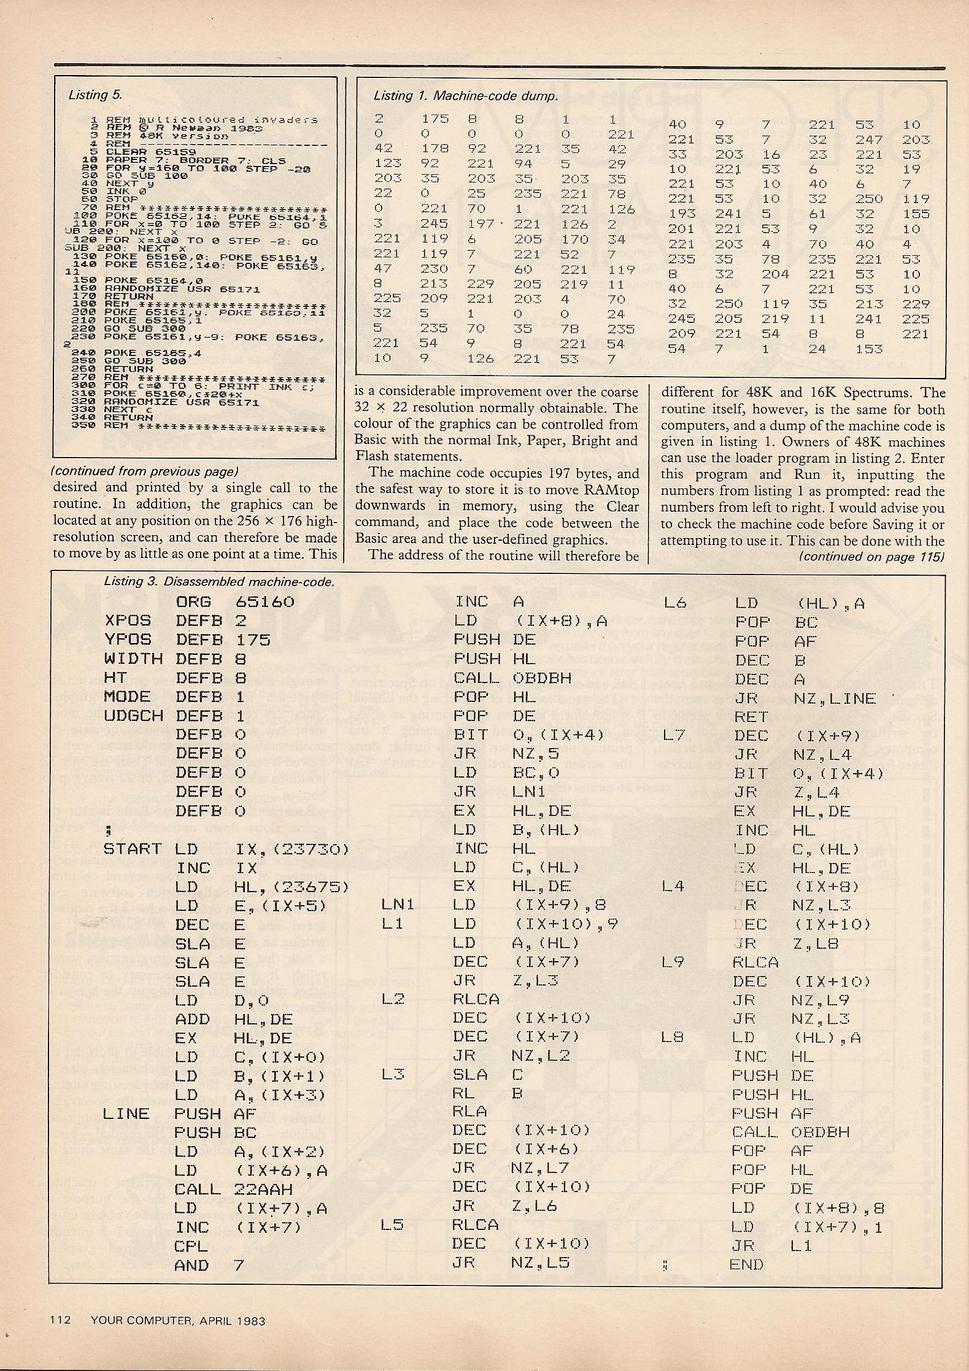 Listing 5.
1 REM multicoloured invaders
2 REM © R Newman 1983
3 REM 48K version
4 REM ------------------------
5 CLEAR 65159
10 PAPER 7: BORDER 7: CLS
20 FOR y=160 TO 100 STEP -20
30 GO SUB 100
40 NEXT y
50 INK 0
60 STOP
70 REM ************************
100 POKE 65162,14: POKE 65164,1
110 FOR x=0 TO 100 STEP 2: GO S
UB 200: NEXT x
120 FOR x=100 TO 0 STEP -2: GO
SUB 200: NEXT x
130 POKE 65160,0: POKE 65161,y
140 POKE 65162,140: POKE 65163,
11
150 POKE 65164,0
160 RANDOMIZE USR 65171
170 RETURN
180 REM ************************
200 POKE 65161,y: POKE 65163,11
210 POKE 65165,1
220 GO SUB 300
230 POKE 65161,y-9: POKE 65163,
2
240 POKE 65165,4
250 GO SUB 300
260 RETURN
270 REM ************************
300 FOR c=0 TO 6: PRINT INK c;
310 POKE 65160,c*20+x
320 RANDOMIZE USR 65171
330 NEXT c
340 RETURN
350 REM ************************
Listing 1. Machine-code dump.
2 175 8 8 1 1
0 0 0 0 0 221
42 178 92 221 35 42
123 92 221 94 5 29
203 35 203 35 203 35
22 0 25 235 221 78
0 221 70 1 221 126
3 245 197 221 126 2
221 119 6 205 170 34
221 119 7 221 52 7
47 230 7 60 221 119
8 213 229 205 219 11
225 209 221 203 4 70
32 5 1 0 0 24
5 235 70 35 78 235
221 54 9 8 221 54
10 9 126 221 53 7
40 9 7 221 53 10
221 53 7 32 247 203
33 203 16 23 221 53
10 221 53 6 32 19
221 53 10 40 6 7
221 53 10 32 250 119
193 241 5 61 32 155
201 221 53 9 32 10
221 203 4 70 40 4
235 35 78 235 221 53
8 32 204 221 53 10
40 6 7 221 53 10
32 250 119 35 213 229
245 205 219 11 241 225
209 221 54 8 8 221
54 7 1 24 153
(continued from previous page)
desired and printed by a single call to the
routine. In addition, the graphics can be
located at any position on the 256 × 176 high-
resolution screen, and can therefore be made
to move by as little as one point at a time. This
is a considerable improvement over the coarse
32 × 22 resolution normally obtainable. The
colour of the graphics can be controlled from
Basic with the normal Ink, Paper, Bright and
Flash statements.
The machine code occupies 197 bytes, and
the safest way to store it is to move RAMtop
downwards in memory, using the Clear
command, and place the code between the
Basic area and the user-defined graphics.
The address of the routine will therefore be
different for 48K and 16K Spectrums. The
routine itself, however, is the same for both
computers, and a dump of the machine code is
given in listing 1. Owners of 48K machines
can use the loader program in listing 2. Enter
this program and Run it, inputting the
numbers from listing 1 as prompted: read the
numbers from left to right. I would advise you
to check the machine code before Saving it or
attempting to use it. This can be done with the
(continued on page 115)
Listing 3. Disassembled machine-code.
ORG 65160
XPOS DEFB 2
YPOS DEFB 175
WIDTH DEFB 8
HT DEFB 8
MODE DEFB 1
UDGCH DEFB 1
DEFB 0
DEFB 0
DEFB 0
DEFB 0
DEFB 0
;
START LD IX,(23730)
INC IX
LD HL,(23675)
LD E,(IX+5)
DEC E
SLA E
SLA E
SLA E
LD D,0
ADD HL,DE
EX HL,DE
LD C,(IX+0)
LD B,(IX+1)
LD A,(IX+3)
LINE PUSH AF
PUSH BC
LD A,(IX+2)
LD (IX+6),A
CALL 22AAH
LD (IX+7),A
INC (IX+7)
CPL
AND 7
INC A
LD (IX+8),A
PUSH DE
PUSH HL
CALL 0BDBH
POP HL
POP DE
BIT 0,(IX+4)
JR NZ,5
LD BC,0
JR LN1
EX HL,DE
LD B,(HL)
INC HL
LD C,(HL)
EX HL,DE
LN1 LD (IX+9),8
L1 LD (IX+10),9
LD A,(HL)
DEC (IX+7)
JR Z,L3
L2 RLCA
DEC (IX+10)
DEC (IX+7)
JR NZ,L2
L3 SLA C
RL B
RLA
DEC (IX+10)
DEC (IX+6)
JR NZ,L7
DEC (IX+10)
JR Z,L6
L5 RLCA
DEC (IX+10)
JR NZ,L5
L6 LD (HL),A
POP BC
POP AF
DEC B
DEC A
JR NZ,LINE
RET
L7 DEC (IX+9)
JR NZ,L4
BIT 0,(IX+4)
JR Z,L4
EX HL,DE
INC HL
LD C,(HL)
EX HL,DE
L4 DEC (IX+8)
JR NZ,L3
DEC (IX+10)
JR Z,L8
L9 RLCA
DEC (IX+10)
JR NZ,L9
JR NZ,L3
L8 LD (HL),A
INC HL
PUSH DE
PUSH HL
PUSH AF
CALL 0BDBH
POP AF
POP HL
POP DE
LD (IX+8),8
LD (IX+7),1
JR L1
; END
112 YOUR COMPUTER, APRIL 1983